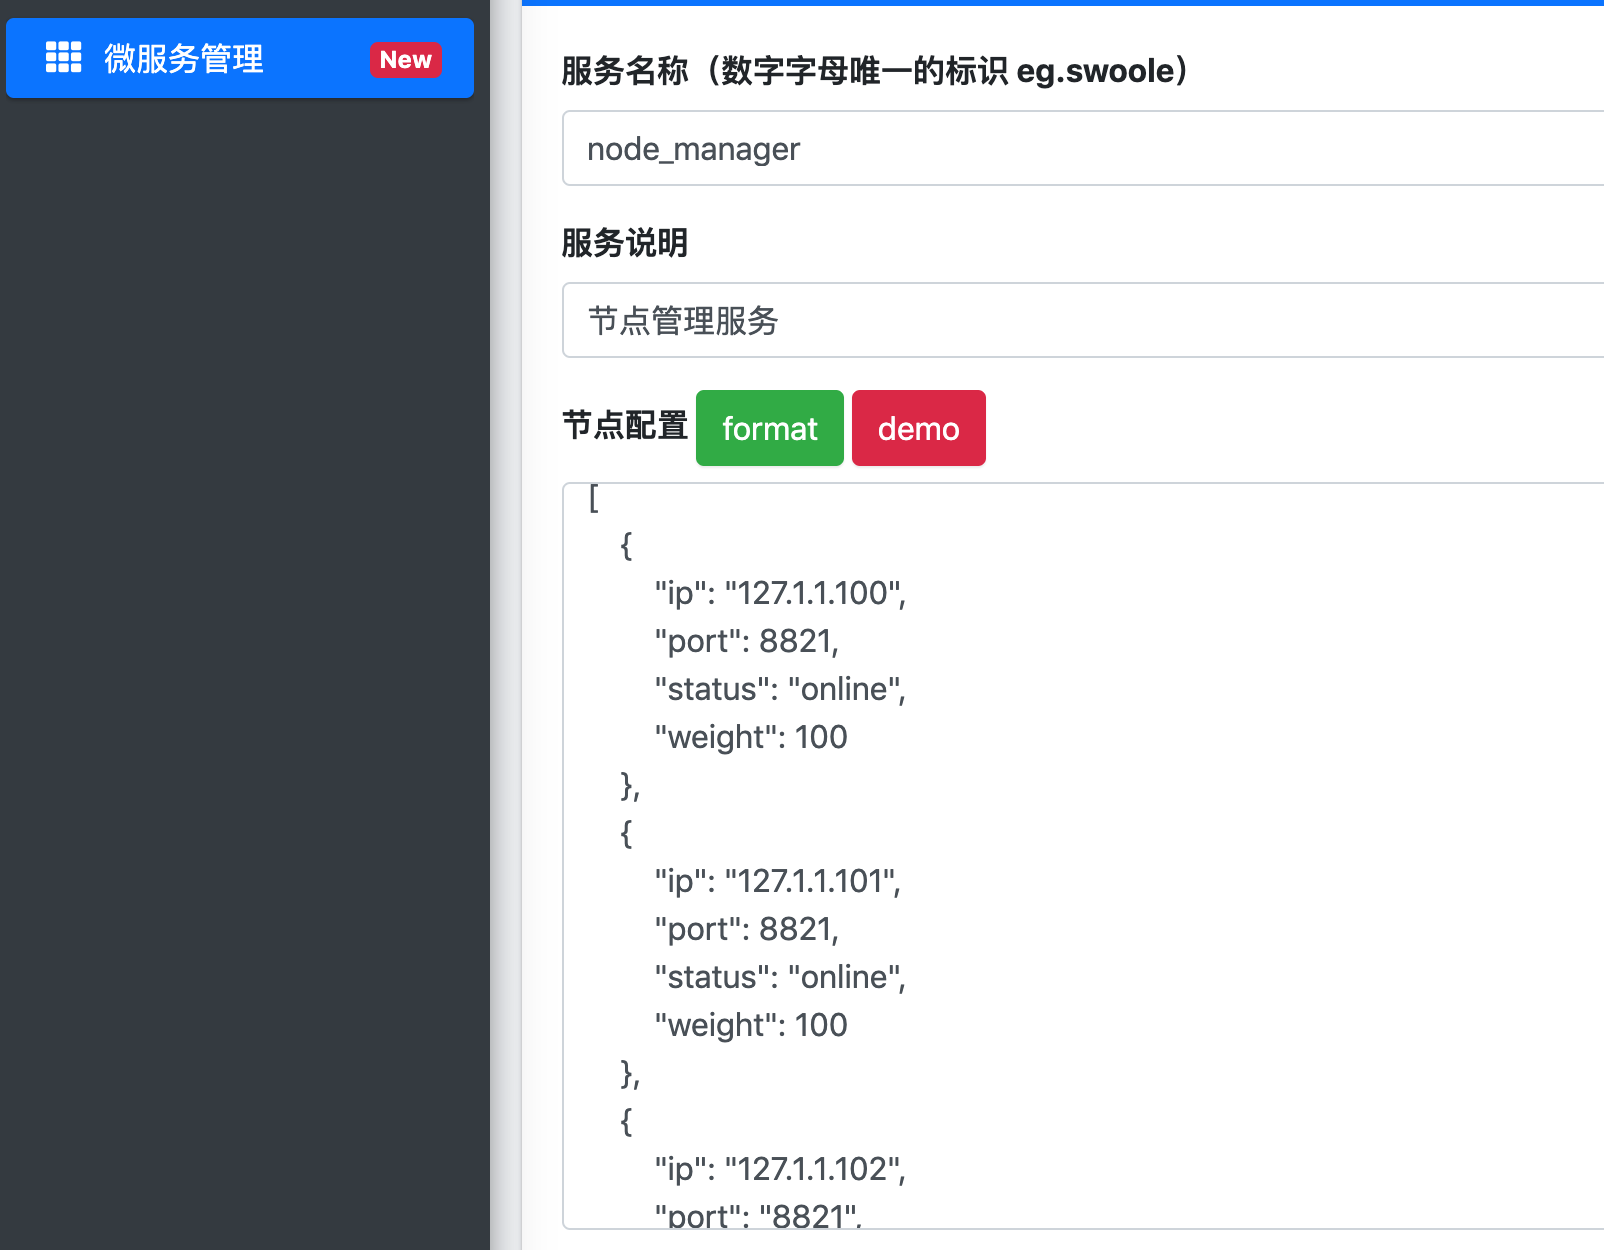 微服务管理 New
服务名称（数字字母唯一的标识 eg.swoole）
node_manager
服务说明
节点管理服务
节点配置 format demo
[
{
"ip": "127.1.1.100",
"port": 8821,
"status": "online",
"weight": 100
},
{
"ip": "127.1.1.101",
"port": 8821,
"status": "online",
"weight": 100
},
{
"ip": "127.1.1.102",
"port": "8821",